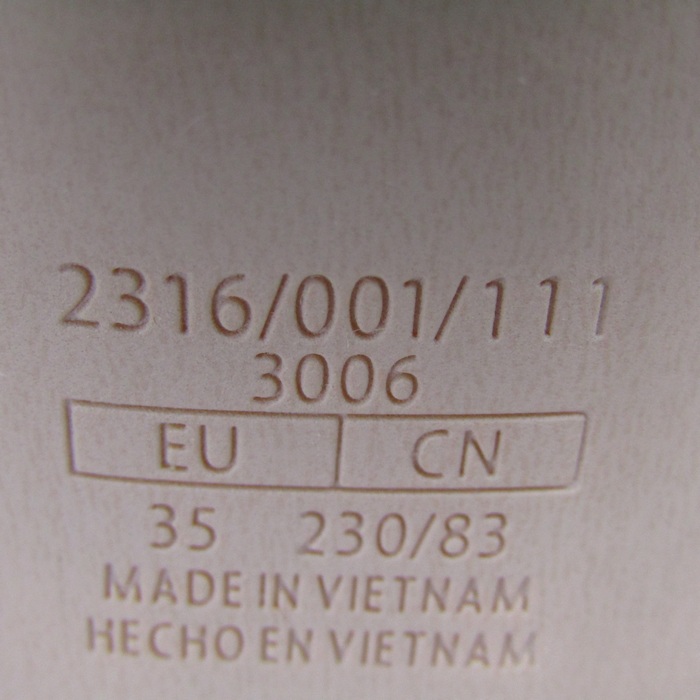 2316/001/111
3006
EU CN
35 230/83
MADE IN VIETNAM
HECHO EN VIETNAM